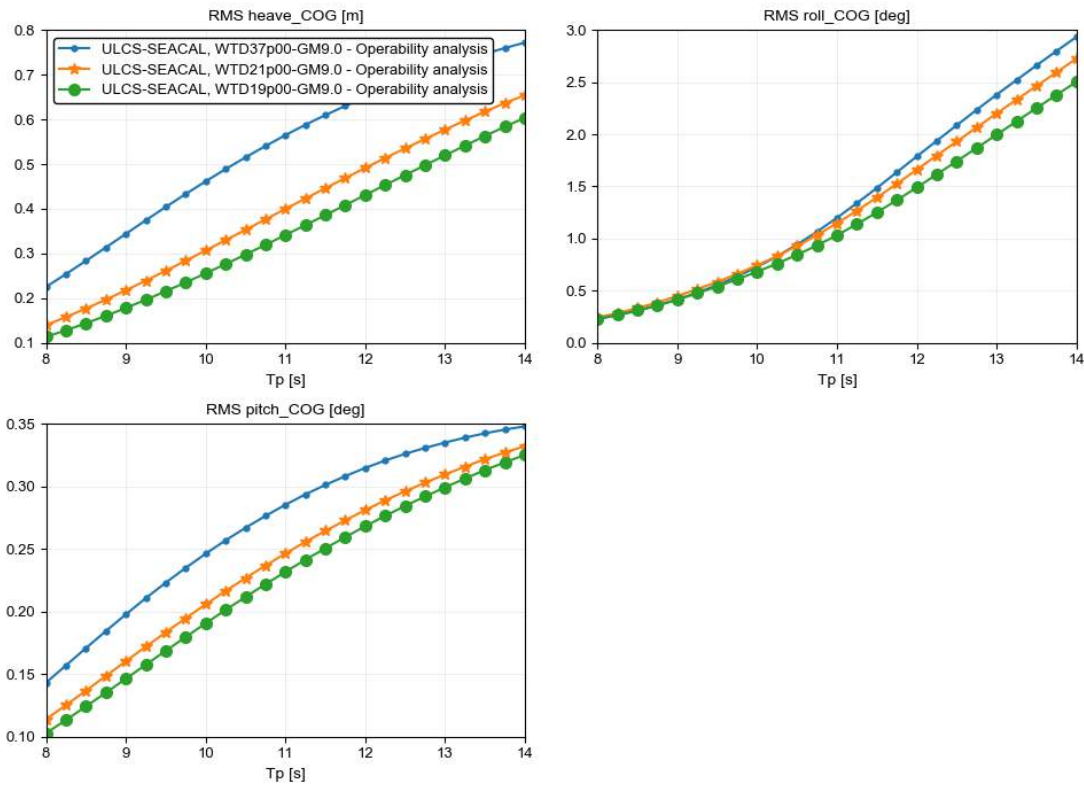 RMS heave_COG [m]
0.8
0.7
0.6
0.5
0.4
0.3
0.2
0.1
ULCS-SEACAL, WTD37p00-GM9.0 - Operability analysis
ULCS-SEACAL, WTD21p00-GM9.0 - Operability analysis
ULCS-SEACAL, WTD19p00-GM9.0 - Operability analysis
8 9 10 11 12 13 14
Tp [s]
RMS roll_COG [deg]
3.0
2.5
2.0
1.5
1.0
0.5
0.0
8 9 10 11 12 13 14
Tp [s]
RMS pitch_COG [deg]
0.35
0.30
0.25
0.20
0.15
0.10
8 9 10 11 12 13 14
Tp [s]